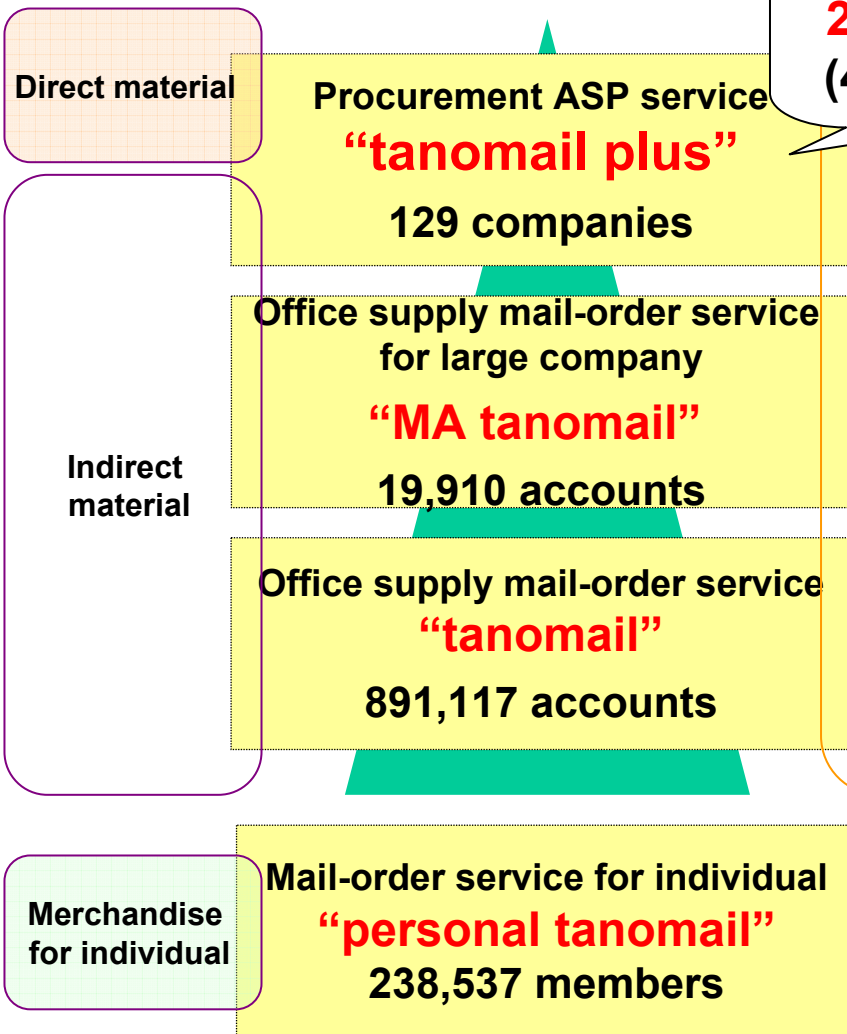 Direct material
Procurement ASP service
“tanomail plus”
129 companies
2
(4
Indirect
material
Office supply mail-order service
for large company
“MA tanomail”
19,910 accounts
Office supply mail-order service
“tanomail”
891,117 accounts
Merchandise
for individual
Mail-order service for individual
“personal tanomail”
238,537 members